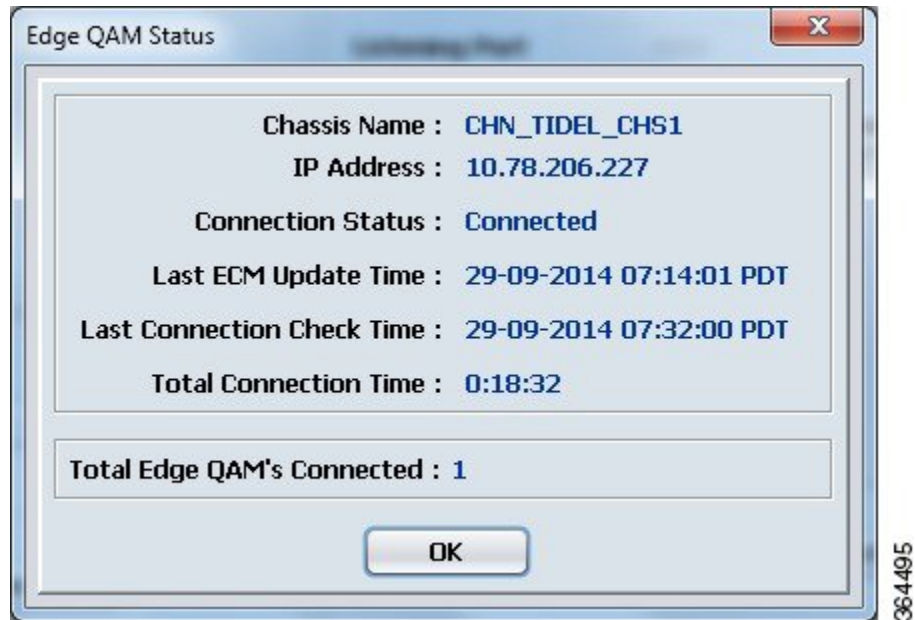 Edge QAM Status
Chassis Name : CHN_TIDEL_CHS1
IP Address : 10.78.206.227
Connection Status : Connected
Last ECM Update Time : 29-09-2014 07:14:01 PDT
Last Connection Check Time : 29-09-2014 07:32:00 PDT
Total Connection Time : 0:18:32
Total Edge QAM's Connected : 1
OK
364495